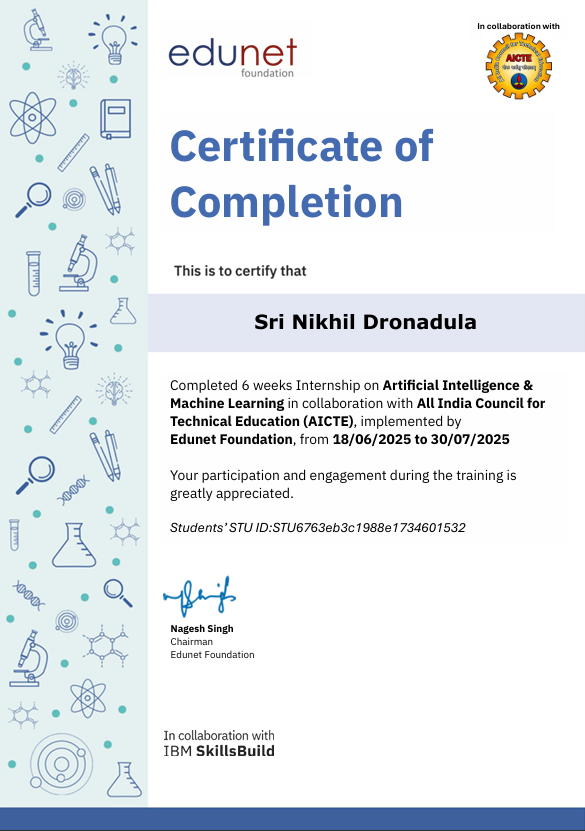 In collaboration with
edunet
foundation
AICTE
Certificate of
Completion
This is to certify that
Sri Nikhil Dronadula
Completed 6 weeks Internship on Artificial Intelligence &
Machine Learning in collaboration with All India Council for
Technical Education (AICTE), implemented by
Edunet Foundation, from 18/06/2025 to 30/07/2025
Your participation and engagement during the training is
greatly appreciated.
Students’ STU ID:STU6763eb3c1988e1734601532
Nagesh Singh
Chairman
Edunet Foundation
In collaboration with
IBM SkillsBuild